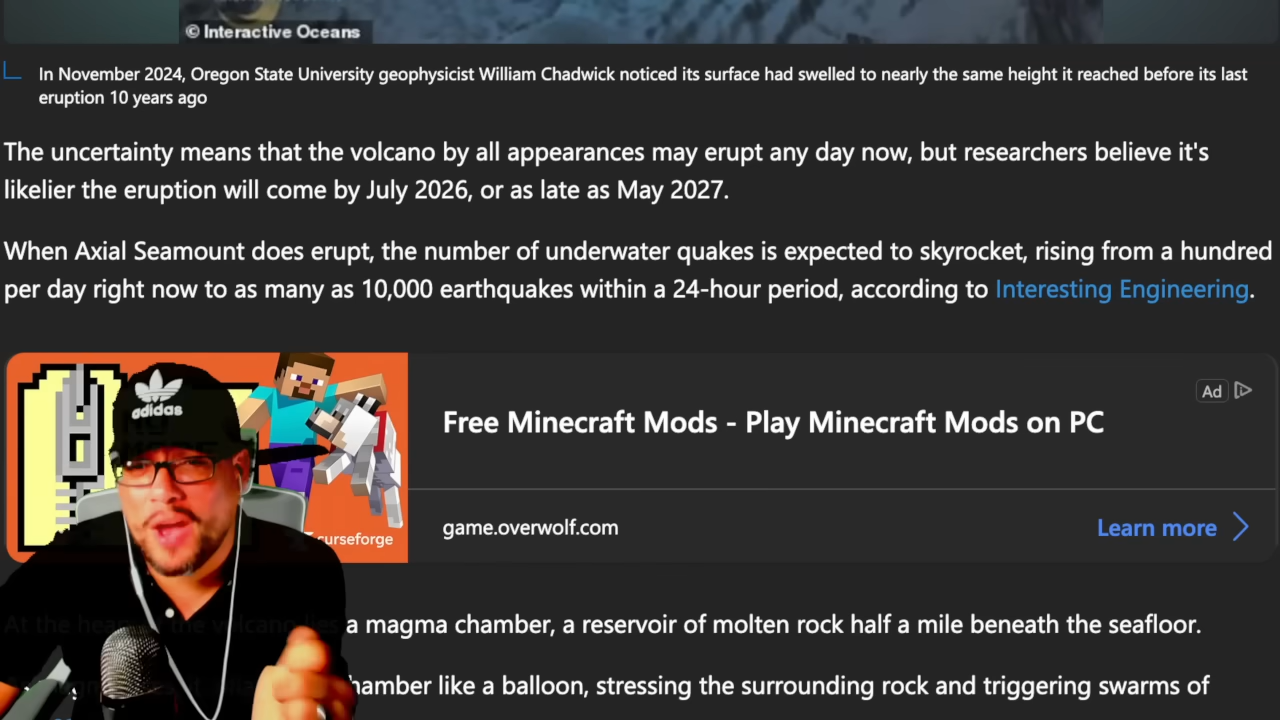 © Interactive Oceans
In November 2024, Oregon State University geophysicist William Chadwick noticed its surface had swelled to nearly the same height it reached before its last
eruption 10 years ago
The uncertainty means that the volcano by all appearances may erupt any day now, but researchers believe it's
likelier the eruption will come by July 2026, or as late as May 2027.
When Axial Seamount does erupt, the number of underwater quakes is expected to skyrocket, rising from a hundred
per day right now to as many as 10,000 earthquakes within a 24-hour period, according to Interesting Engineering.
adidas
Ad
Free Minecraft Mods - Play Minecraft Mods on PC
curseforge
game.overwolf.com
Learn more
At the heart the volcano lies a magma chamber, a reservoir of molten rock half a mile beneath the seafloor.
chamber like a balloon, stressing the surrounding rock and triggering swarms of